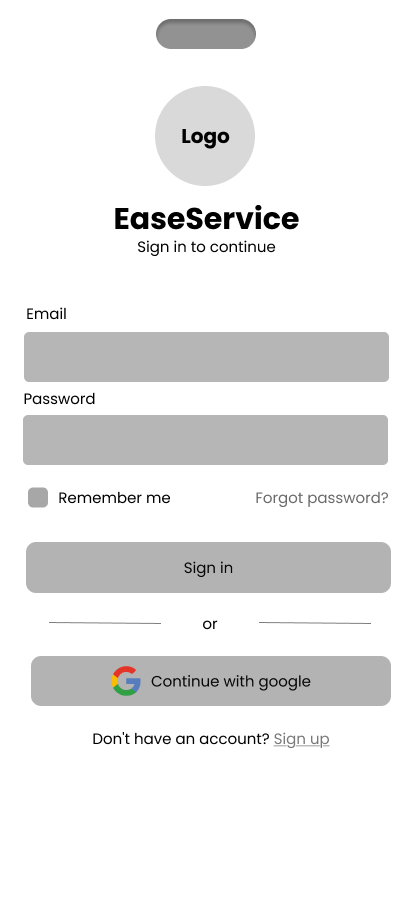 Logo
EaseService
Sign in to continue
Email
Password
Remember me
Forgot password?
Sign in
or
Continue with google
Don't have an account? Sign up